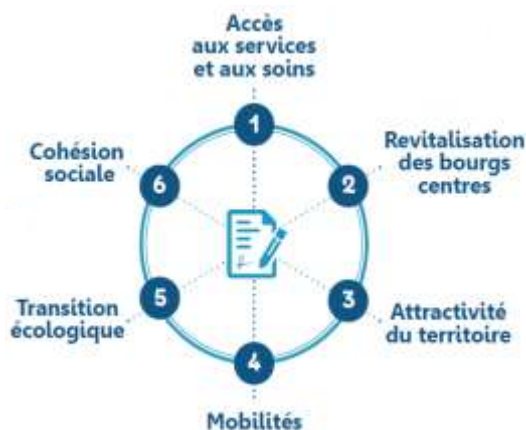 Accès
aux services
et aux soins
1
Revitalisation
des bourgs
centres
2
Attractivité
du territoire
3
4
Mobilités
5
Transition
écologique
6
Cohésion
sociale